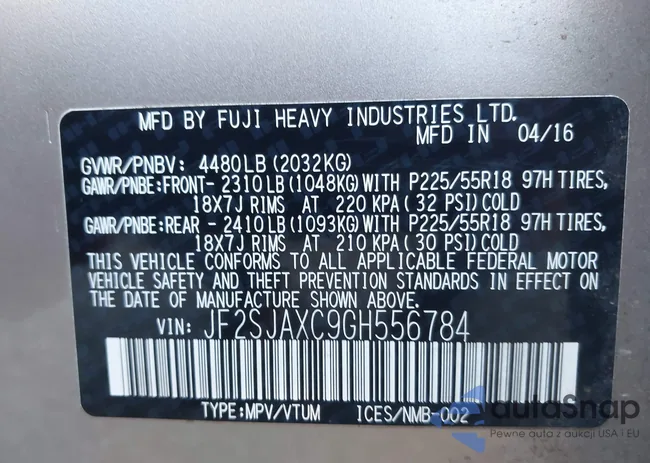 MFD BY FUJI HEAVY INDUSTRIES LTD.
MFD IN 04/16
GVWR/PNBV: 4480LB (2032KG)
GAWR/PNBE:FRONT- 2310LB(1048KG)WITH P225/55R18 97H TIRES,
18X7J RIMS AT 220 KPA (32 PSI)COLD
GAWR/PNBE:REAR - 2410LB(1093KG)WITH P225/55R18 97H TIRES,
18X7J RIMS AT 210 KPA (30 PSI)COLD
THIS VEHICLE CONFORMS TO ALL APPLICABLE FEDERAL MOTOR
VEHICLE SAFETY AND THEFT PREVENTION STANDARDS IN EFFECT ON
THE DATE OF MANUFACTURE SHOWN ABOVE.
VIN: JF2SJAXC9GH556784
TYPE:MPV/VTUM ICES/NMB-002
autoSnap
Pewne auta z aukcji USA i EU